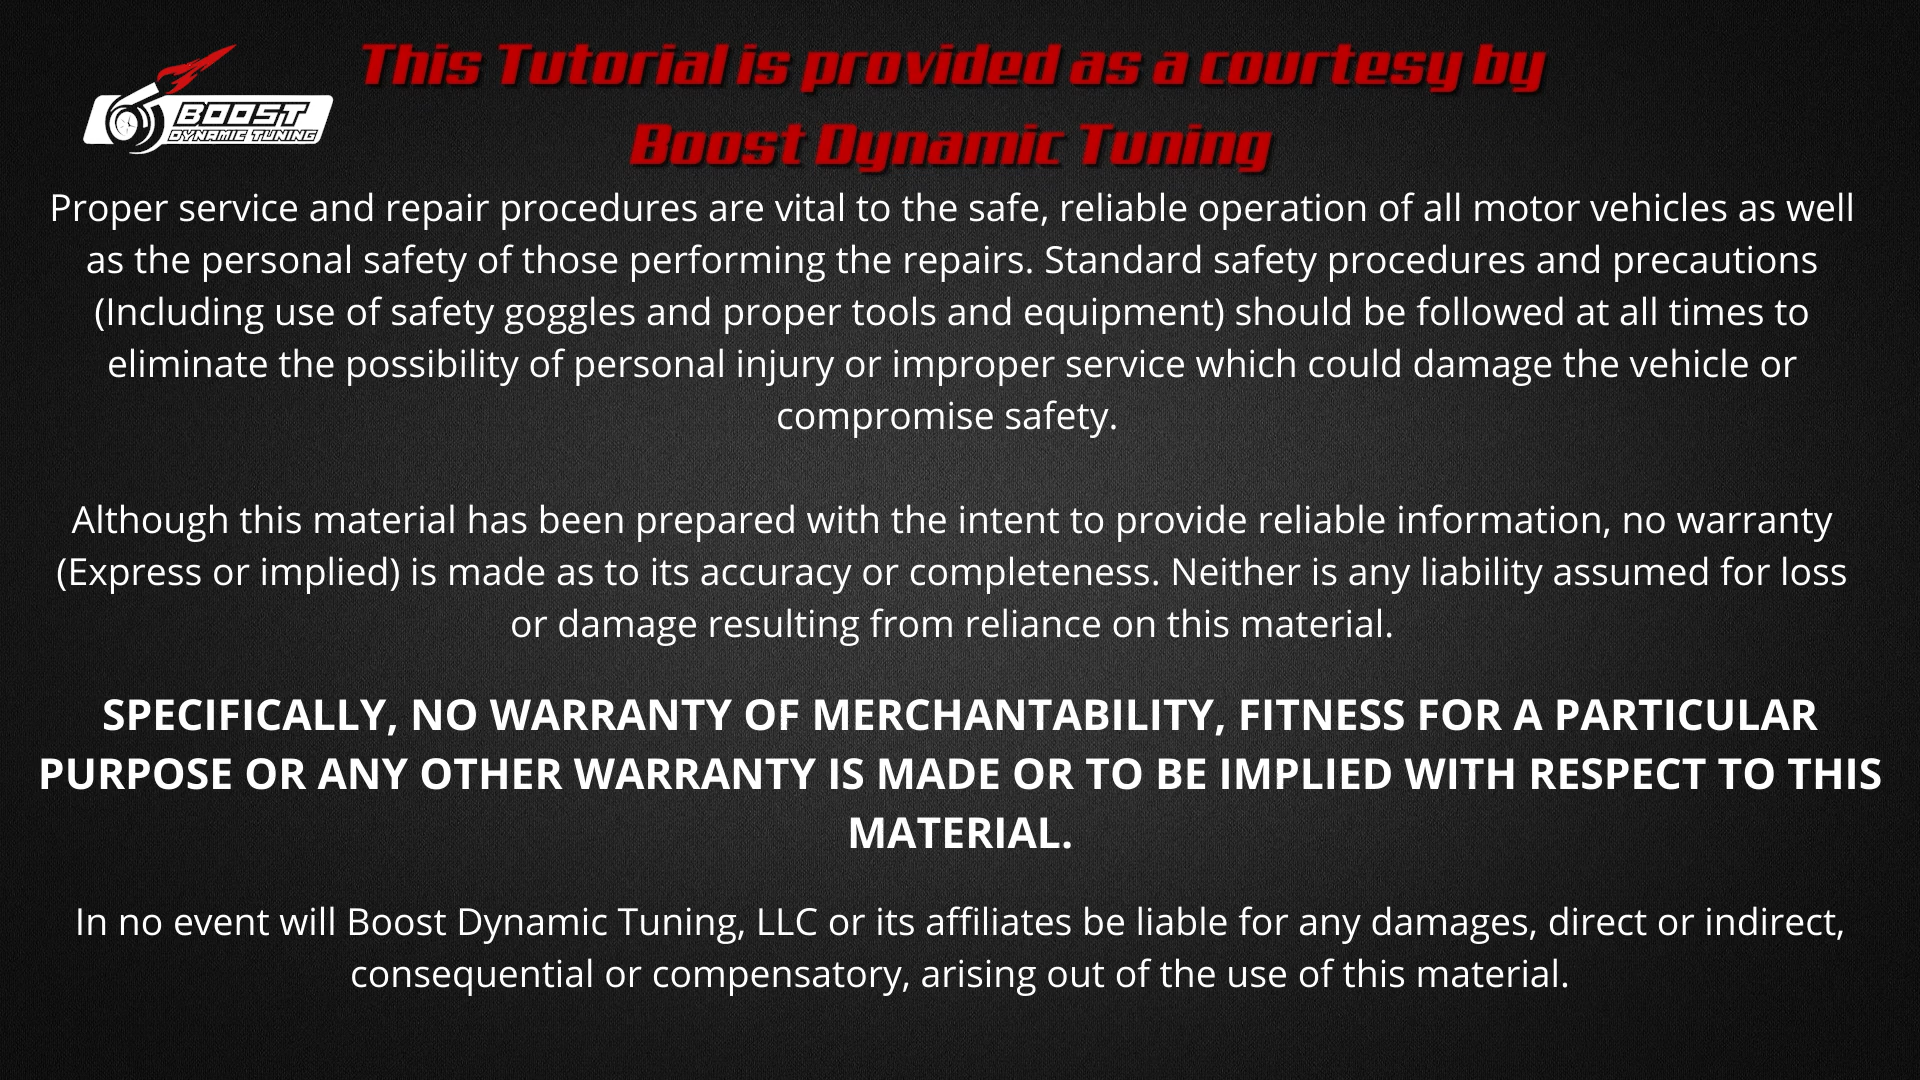 This Tutorial is provided as a courtesy by
Boost Dynamic Tuning
BOOST
DYNAMIC TUNING
Proper service and repair procedures are vital to the safe, reliable operation of all motor vehicles as well
as the personal safety of those performing the repairs. Standard safety procedures and precautions
(Including use of safety goggles and proper tools and equipment) should be followed at all times to
eliminate the possibility of personal injury or improper service which could damage the vehicle or
compromise safety.
Although this material has been prepared with the intent to provide reliable information, no warranty
(Express or implied) is made as to its accuracy or completeness. Neither is any liability assumed for loss
or damage resulting from reliance on this material.
SPECIFICALLY, NO WARRANTY OF MERCHANTABILITY, FITNESS FOR A PARTICULAR
PURPOSE OR ANY OTHER WARRANTY IS MADE OR TO BE IMPLIED WITH RESPECT TO THIS
MATERIAL.
In no event will Boost Dynamic Tuning, LLC or its affiliates be liable for any damages, direct or indirect,
consequential or compensatory, arising out of the use of this material.